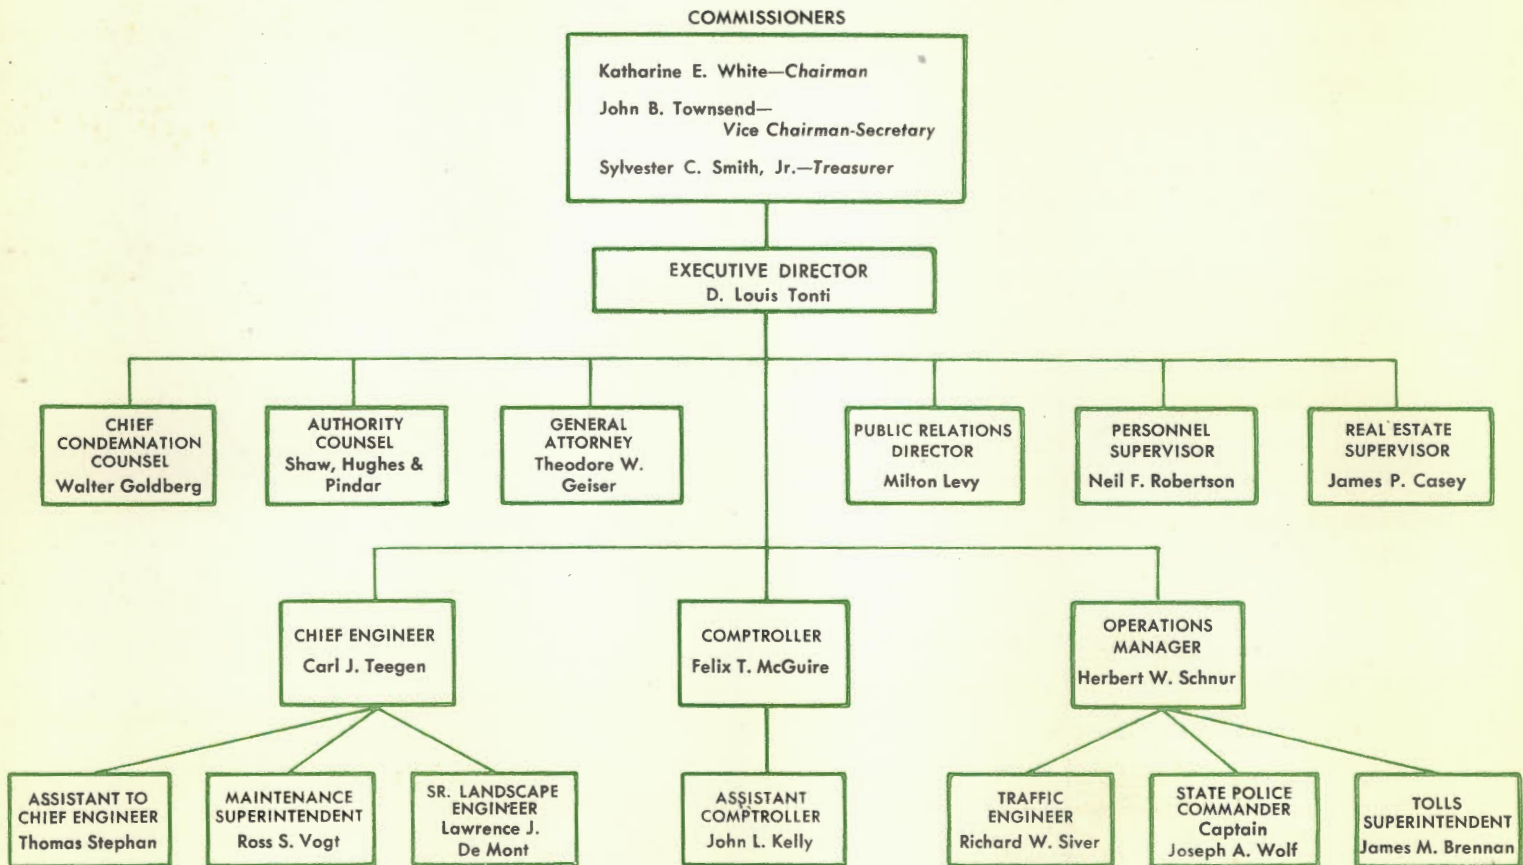 COMMISSIONERS
Katharine E. White—Chairman
John B. Townsend—
Vice Chairman-Secretary
Sylvester C. Smith, Jr.—Treasurer
EXECUTIVE DIRECTOR
D. Louis Tonti
CHIEF
CONDEMNATION
COUNSEL
Walter Goldberg
AUTHORITY
COUNSEL
Shaw, Hughes &
Pindar
GENERAL
ATTORNEY
Theodore W.
Geiser
PUBLIC RELATIONS
DIRECTOR
Milton Levy
PERSONNEL
SUPERVISOR
Neil F. Robertson
REAL ESTATE
SUPERVISOR
James P. Casey
CHIEF ENGINEER
Carl J. Teegen
COMPTROLLER
Felix T. McGuire
OPERATIONS
MANAGER
Herbert W. Schnur
ASSISTANT TO
CHIEF ENGINEER
Thomas Stephan
MAINTENANCE
SUPERINTENDENT
Ross S. Vogt
SR. LANDSCAPE
ENGINEER
Lawrence J.
De Mont
ASSISTANT
COMPTROLLER
John L. Kelly
TRAFFIC
ENGINEER
Richard W. Siver
STATE POLICE
COMMANDER
Captain
Joseph A. Wolf
TOLLS
SUPERINTENDENT
James M. Brennan